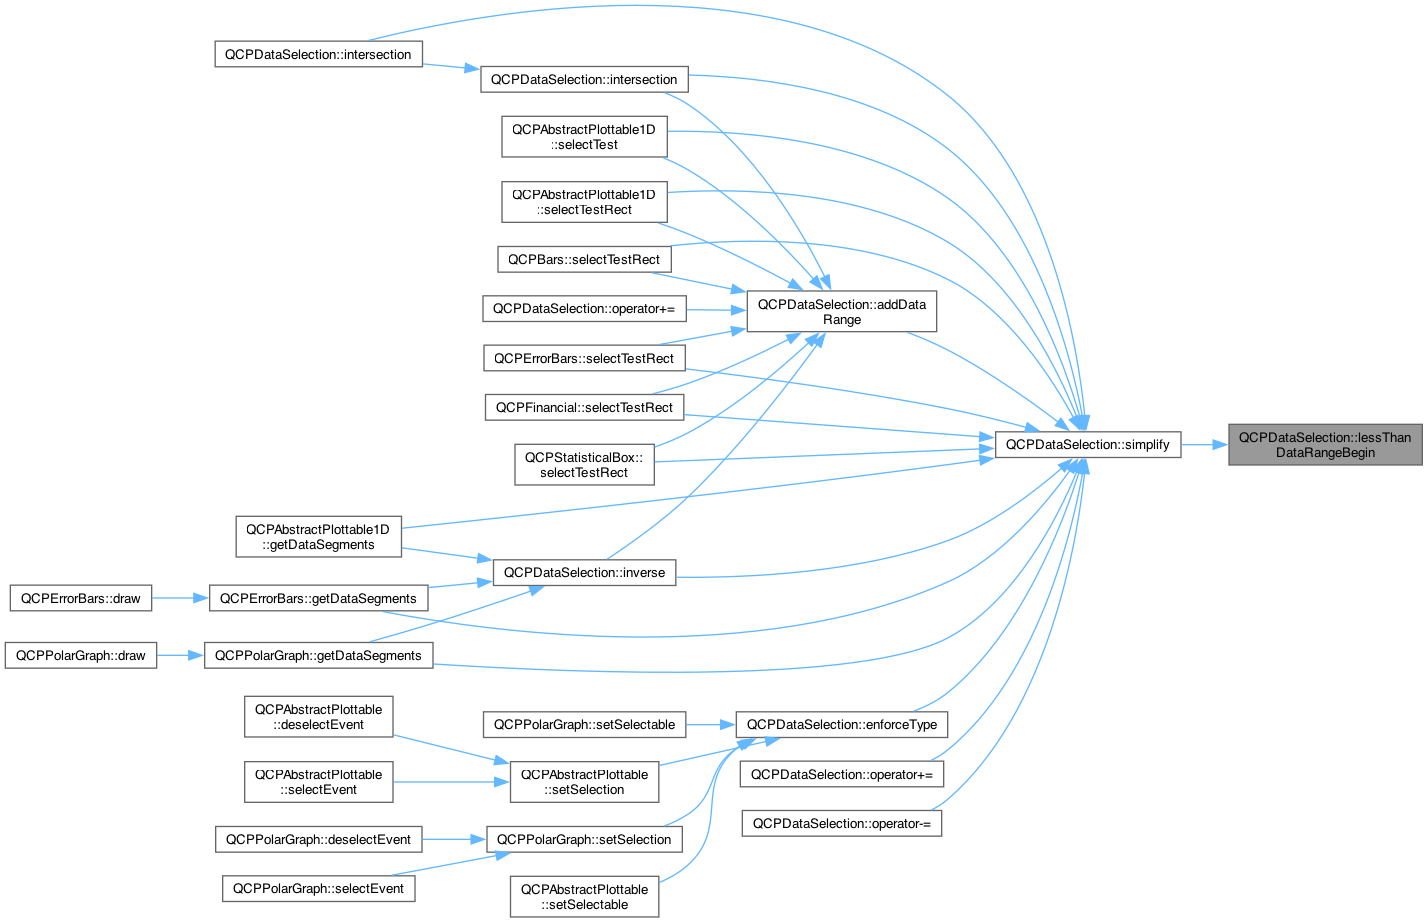 QCPDataSelection::intersection
QCPDataSelection::intersection
QCPAbstractPlottable1D
::selectTest
QCPAbstractPlottable1D
::selectTestRect
QCPBars::selectTestRect
QCPDataSelection::operator+=
QCPDataSelection::addData
Range
QCPErrorBars::selectTestRect
QCPFinancial::selectTestRect
QCPDataSelection::simplify
QCPDataSelection::lessThan
DataRangeBegin
QCPStatisticalBox::
selectTestRect
QCPAbstractPlottable1D
::getDataSegments
QCPDataSelection::inverse
QCPErrorBars::draw
QCPErrorBars::getDataSegments
QCPPolarGraph::draw
QCPPolarGraph::getDataSegments
QCPAbstractPlottable
::deselectEvent
QCPPolarGraph::setSelectable
QCPDataSelection::enforceType
QCPAbstractPlottable
::selectEvent
QCPAbstractPlottable
::setSelection
QCPDataSelection::operator+=
QCPDataSelection::operator-=
QCPPolarGraph::deselectEvent
QCPPolarGraph::setSelection
QCPPolarGraph::selectEvent
QCPAbstractPlottable
::setSelectable